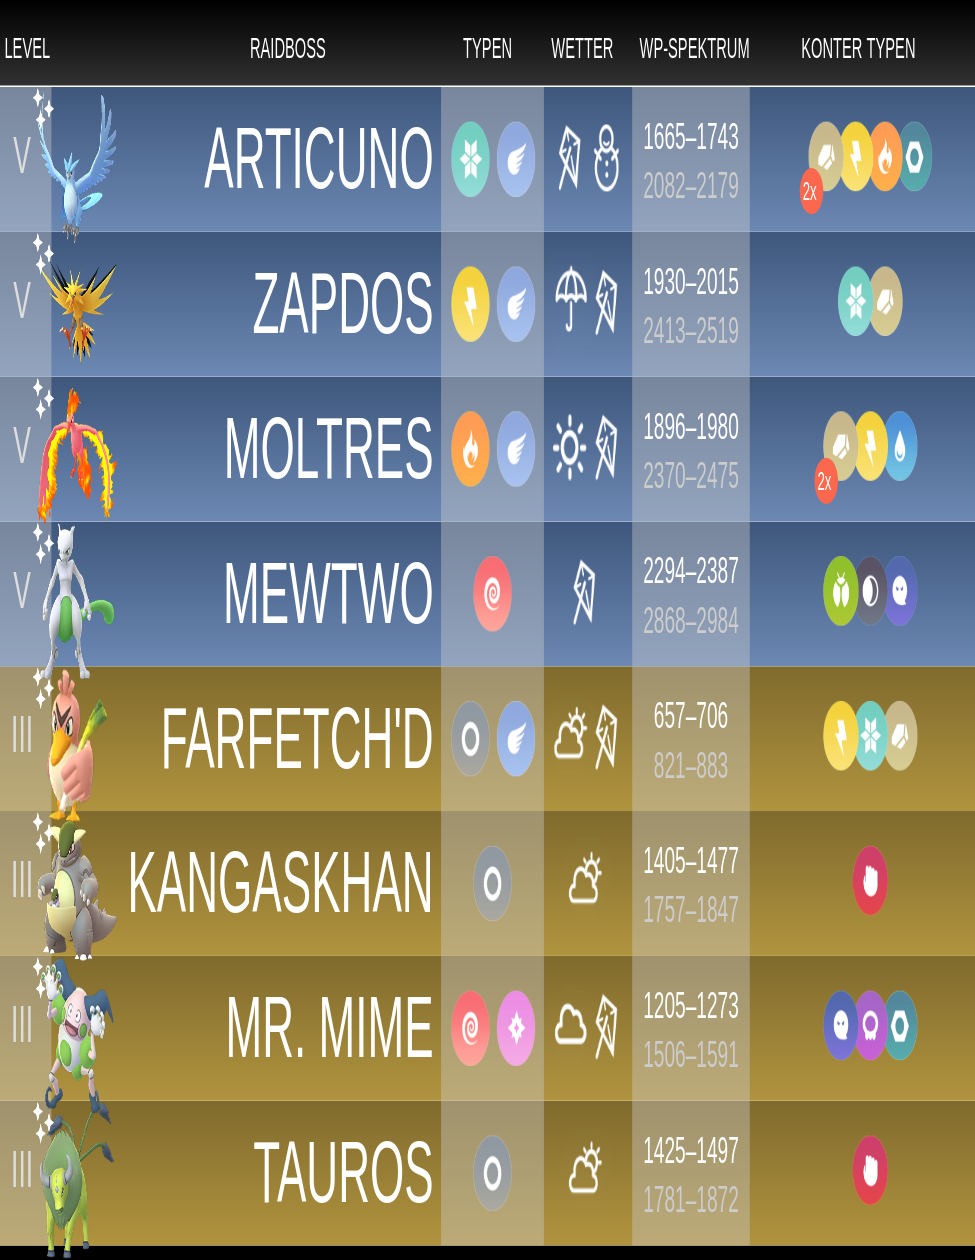 LEVEL RAIDBOSS TYPEN WETTER WP-SPEKTRUM KONTER TYPEN
V ARTICUNO 1665–1743
2082–2179
2x
V ZAPDOS 1930–2015
2413–2519
V MOLTRES 1896–1980
2370–2475
2x
V MEWTWO 2294–2387
2868–2984
III FARFETCH'D 657–706
821–883
III KANGASKHAN 1405–1477
1757–1847
III MR. MIME 1205–1273
1506–1591
III TAUROS 1425–1497
1781–1872